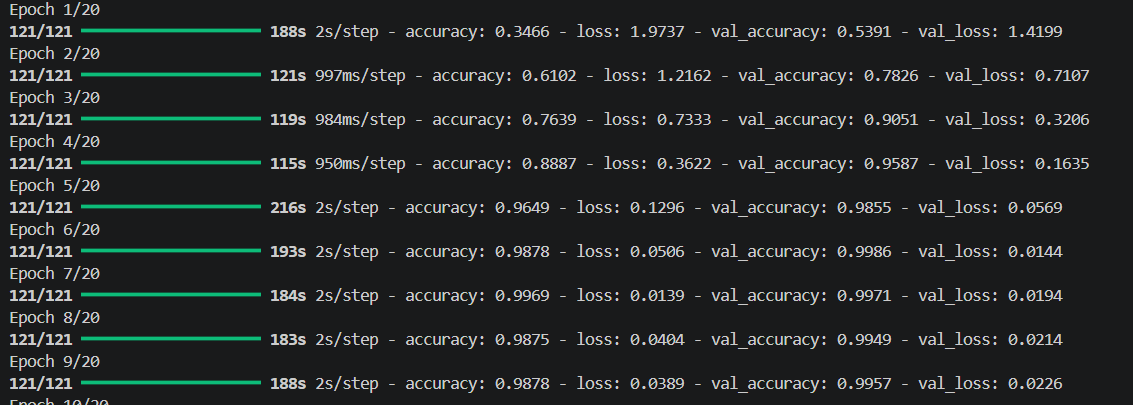 Epoch 1/20
121/121 188s 2s/step - accuracy: 0.3466 - loss: 1.9737 - val_accuracy: 0.5391 - val_loss: 1.4199
Epoch 2/20
121/121 121s 997ms/step - accuracy: 0.6102 - loss: 1.2162 - val_accuracy: 0.7826 - val_loss: 0.7107
Epoch 3/20
121/121 119s 984ms/step - accuracy: 0.7639 - loss: 0.7333 - val_accuracy: 0.9051 - val_loss: 0.3206
Epoch 4/20
121/121 115s 950ms/step - accuracy: 0.8887 - loss: 0.3622 - val_accuracy: 0.9587 - val_loss: 0.1635
Epoch 5/20
121/121 216s 2s/step - accuracy: 0.9649 - loss: 0.1296 - val_accuracy: 0.9855 - val_loss: 0.0569
Epoch 6/20
121/121 193s 2s/step - accuracy: 0.9878 - loss: 0.0506 - val_accuracy: 0.9986 - val_loss: 0.0144
Epoch 7/20
121/121 184s 2s/step - accuracy: 0.9969 - loss: 0.0139 - val_accuracy: 0.9971 - val_loss: 0.0194
Epoch 8/20
121/121 183s 2s/step - accuracy: 0.9875 - loss: 0.0404 - val_accuracy: 0.9949 - val_loss: 0.0214
Epoch 9/20
121/121 188s 2s/step - accuracy: 0.9878 - loss: 0.0389 - val_accuracy: 0.9957 - val_loss: 0.0226
Epoch 10/20